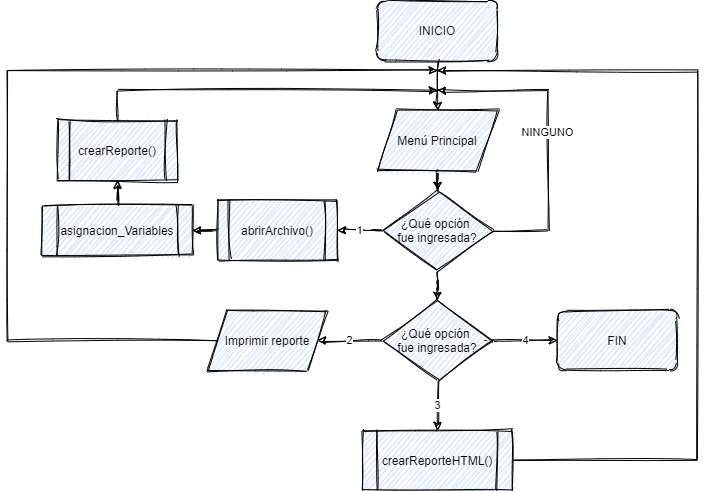 INICIO
NINGUNO
Menú Principal
crearReporte()
¿Qué opción
fue ingresada?
1
abrirArchivo()
asignacion_Variables
¿Qué opción
fue ingresada?
2
Imprimir reporte
4
FIN
3
crearReporteHTML()